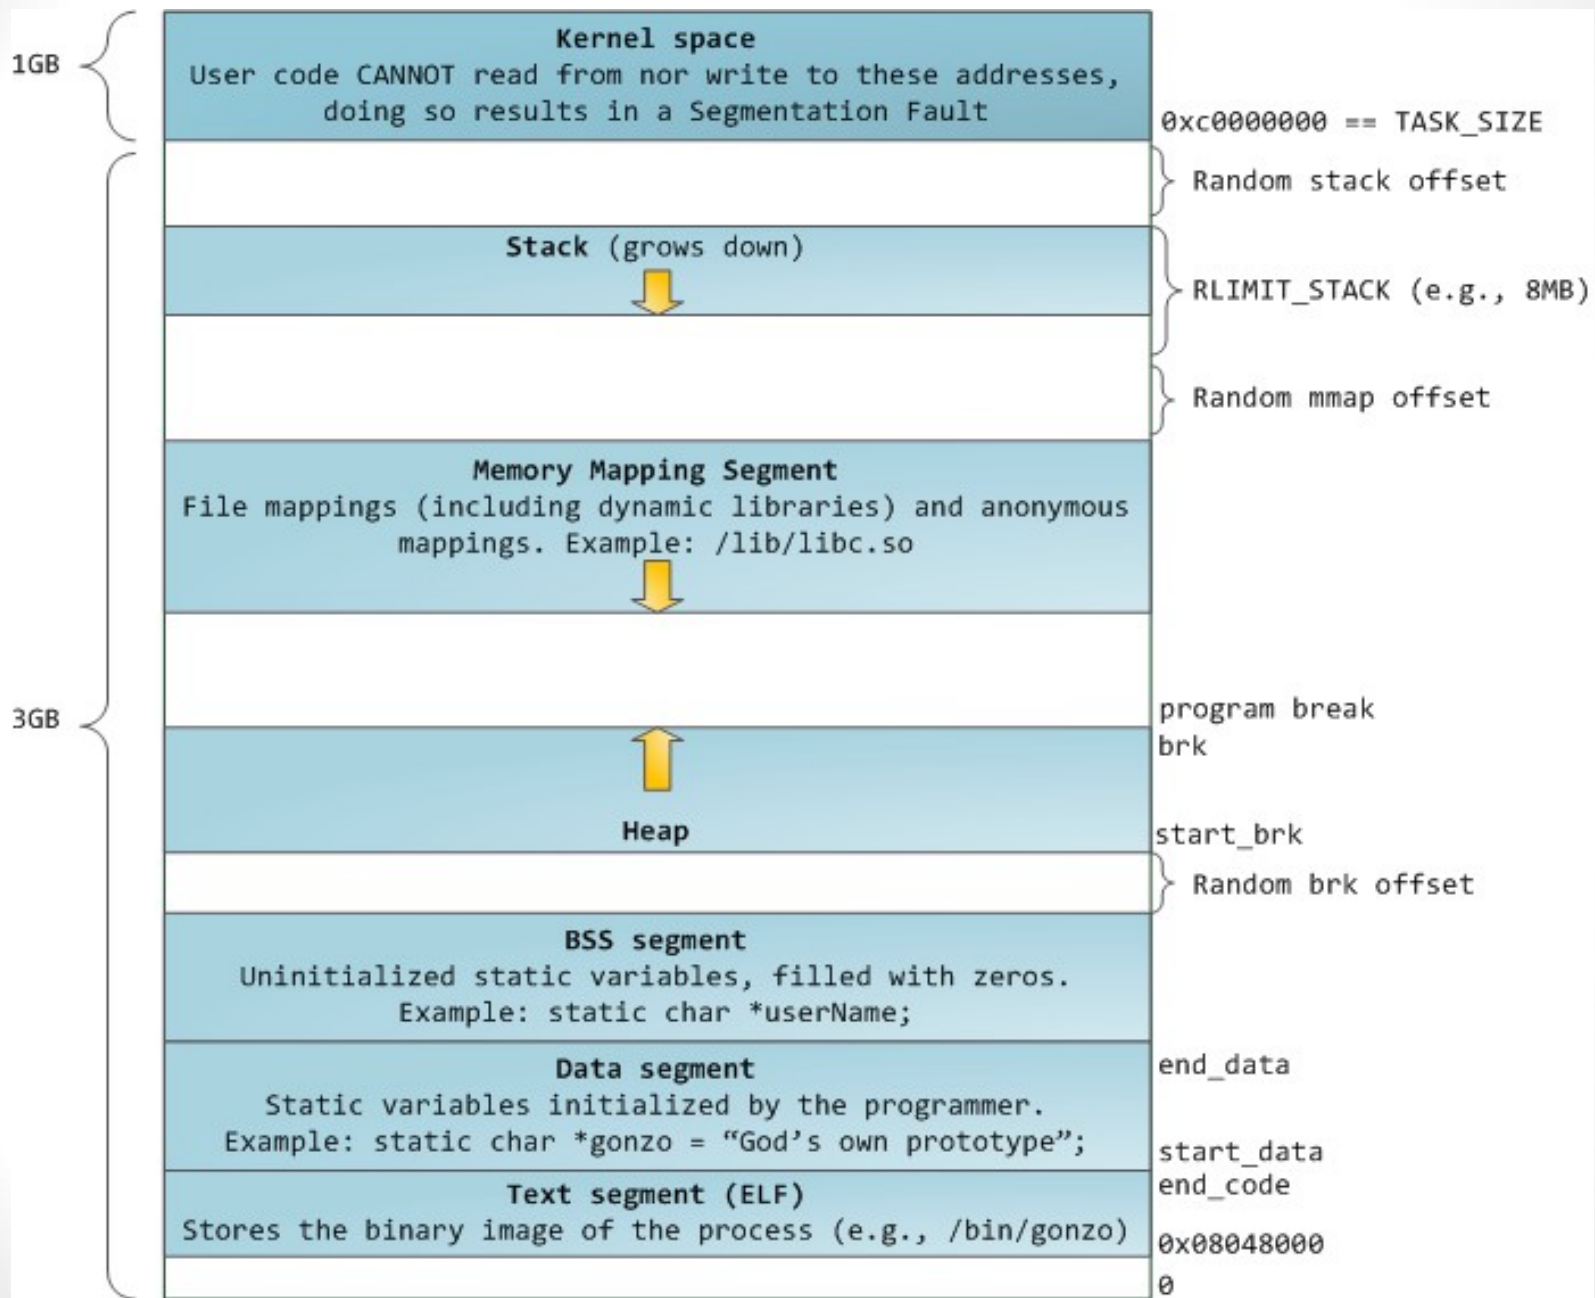 1GB
Kernel space
User code CANNOT read from nor write to these addresses,
doing so results in a Segmentation Fault
0xc0000000 == TASK_SIZE
Random stack offset
Stack (grows down)
RLIMIT_STACK (e.g., 8MB)
Random mmap offset
Memory Mapping Segment
File mappings (including dynamic libraries) and anonymous
mappings. Example: /lib/libc.so
3GB
program break
brk
Heap
start_brk
Random brk offset
BSS segment
Uninitialized static variables, filled with zeros.
Example: static char *userName;
Data segment
end_data
Static variables initialized by the programmer.
Example: static char *gonzo = “God’s own prototype”;
start_data
end_code
Text segment (ELF)
Stores the binary image of the process (e.g., /bin/gonzo)
0x08048000
0